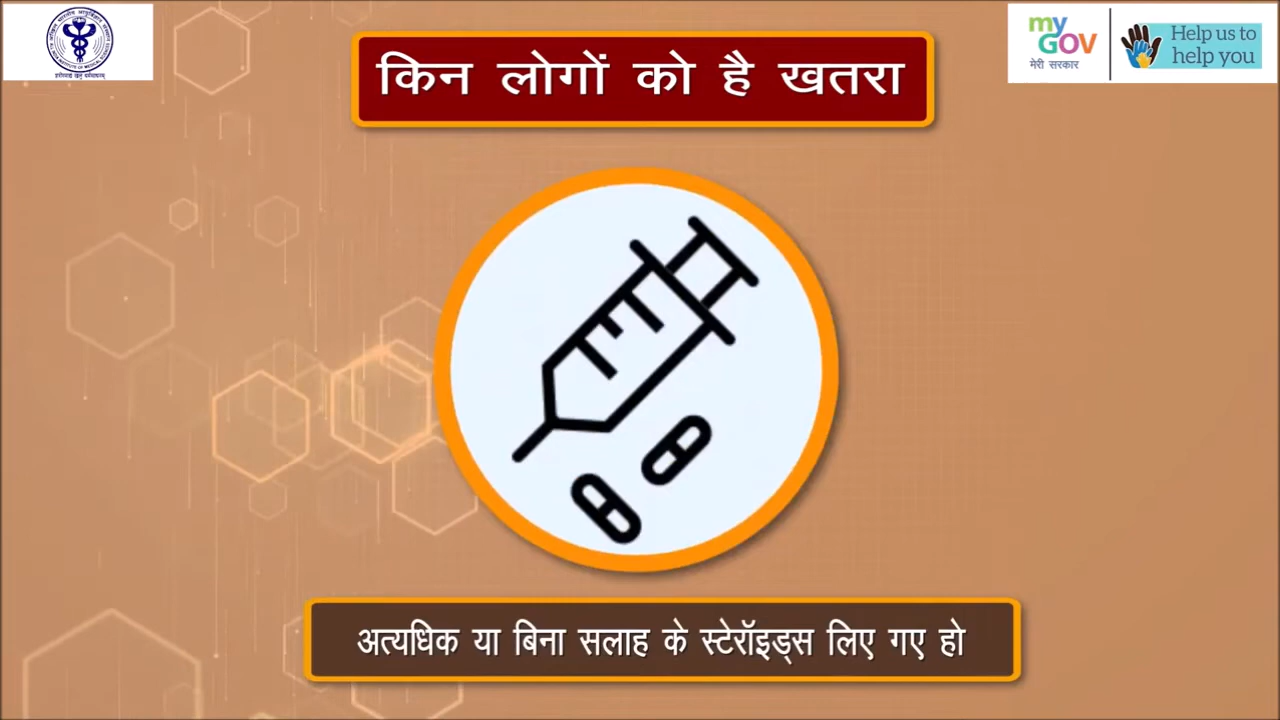 my
GOV
मेरी सरकार
Help us to
help you
किन लोगों को है खतरा
अत्यधिक या बिना सलाह के स्टेरॉइड्स लिए गए हो